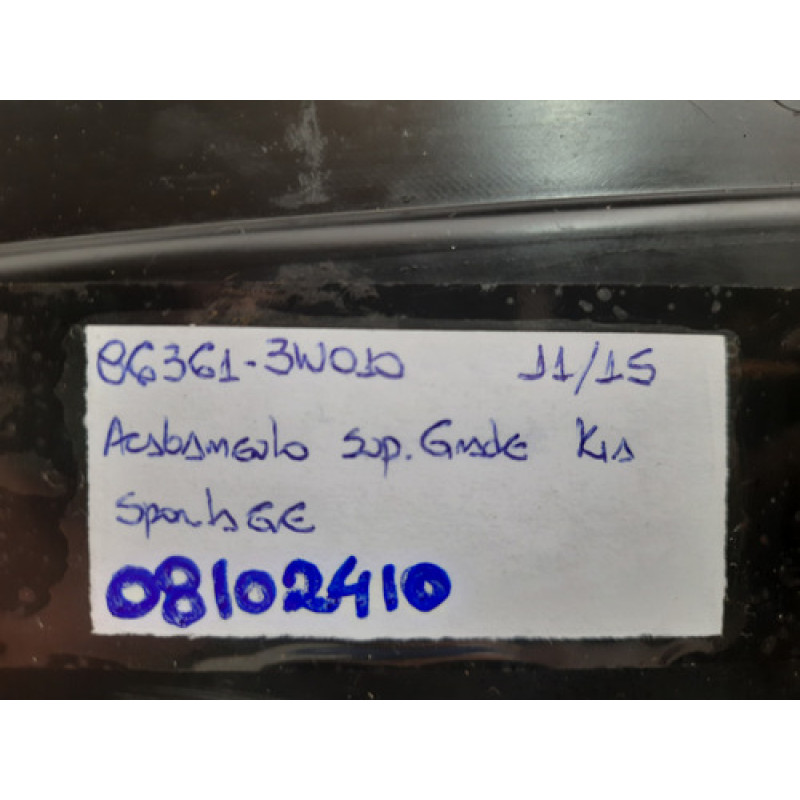 86361-3W010 11/15
Acabamento Sup. Grade Kia
Sportage
08102410